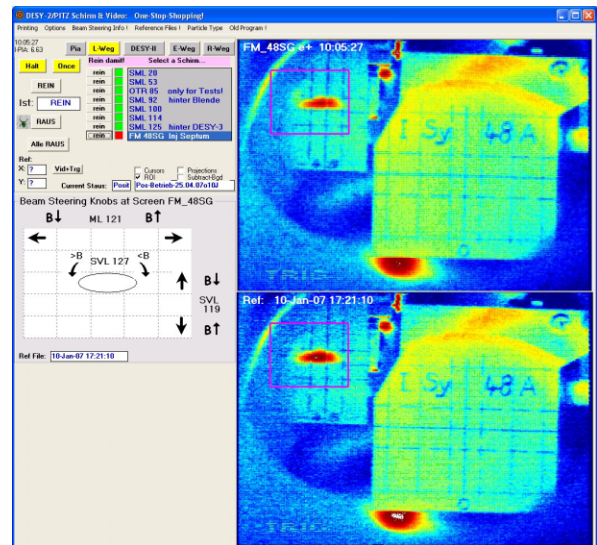 DESY-2/PITZ Schirm & Video: One-Stop-Shopping!
Printing Options Beam Steering Info ! Reference Files ! Particle Type Old Program !
10:05:27
I-PIA: 6.63
Pia L-Weg DESY-II E-Weg R-Weg
Halt Once
Rein damit! Select a Schirm...
rein SML 20
rein SML 53
rein OTR 05 only for Tests!
rein SML 92 hinter Blende
rein SML 100
rein SML 114
rein SML 125 hinter DESY-3
rein FM 48SG Inj Septum
REIN
Ist: REIN
RAUS
Alle RAUS
Ref:
X: ? Vid+Trg
Y: ?
Cursors Projections
ROI Subtract-Bgd
Current Staus: Posit Pos-Betrieb-25.04.07o10J
Beam Steering Knobs at Screen FM_48SG
B↓ ML 121 B↑
>B SVL 127 <B
B↓
SVL
119
B↑
Ref File: 10-Jan-07 17:21:10
FM_48SG e+ 10:05:27
I Sy 48 A
Ref: 10-Jan-07 17:21:10
I Sy 48 A